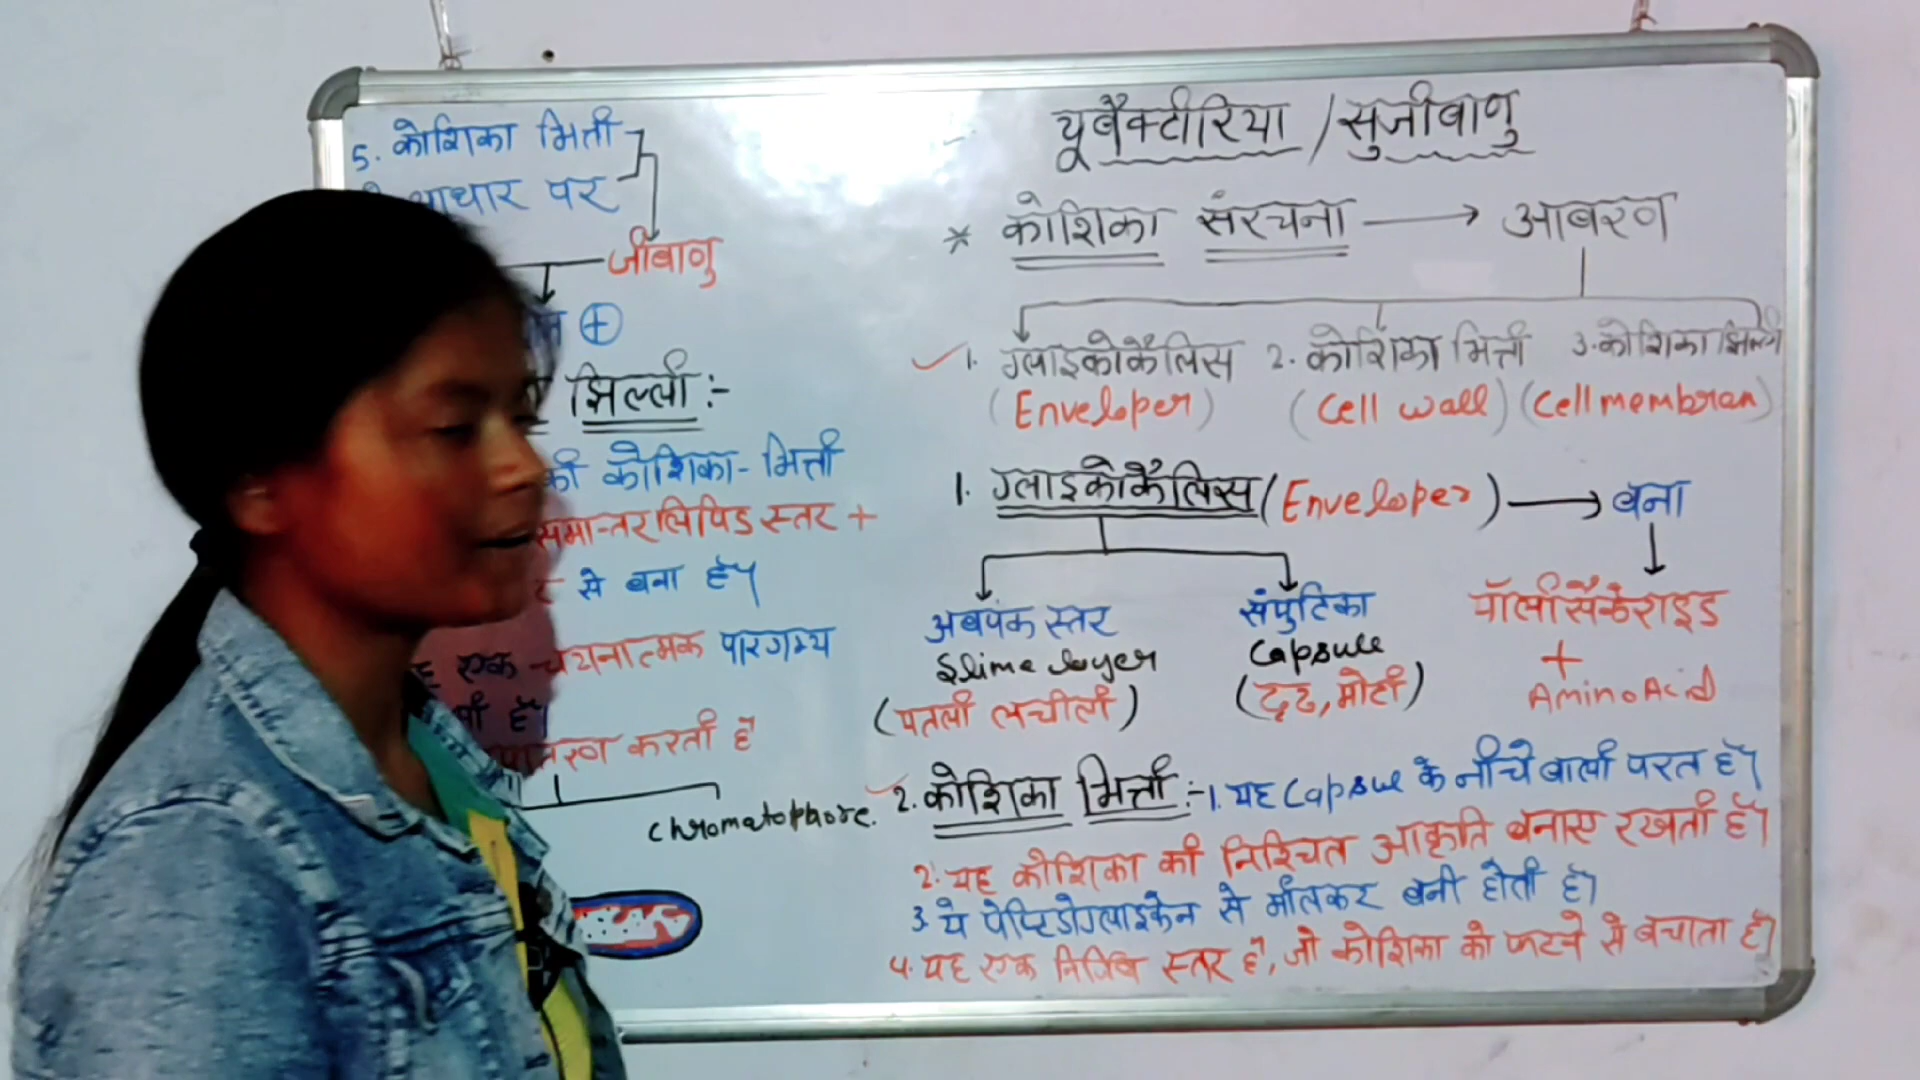 5. कोशिका भित्ती
आधार पर
जीबाणु
⊕
झिल्ली :-
की कोशिका - भित्ती
समान्तर लिपिड स्तर +
से बना है।
एक चयनात्मक पारगम्य
है।
करती है
Chromatophore.
यूबैक्टीरिया / सुजीबाणु
* कोशिका संरचना → आबरण
1. ग्लाइकोकैलिस 2. कोशिका भित्ती 3. कोशिका झिल्ली
(Enveloper) (Cell wall) (Cell membran)
1. ग्लाइकोकैलिस (Enveloper) → बना
अबपंक स्तर संपुटिका पॉलीसैकेराइड
Slime layer Capsule +
(पतली लचीली) (दृढ, मोटी) Amino Acid
2. कोशिका भित्ती :- 1. यह Capsul के नीचे बाली परत है।
2. यह कोशिका की निश्चित आकृति बनाए रखती है।
3. ये पेप्टिडोग्लाइकेन से मीलकर बनी होती है।
4. यह एक निर्जिब स्तर है, जो कोशिका को फटने से बचाता है।